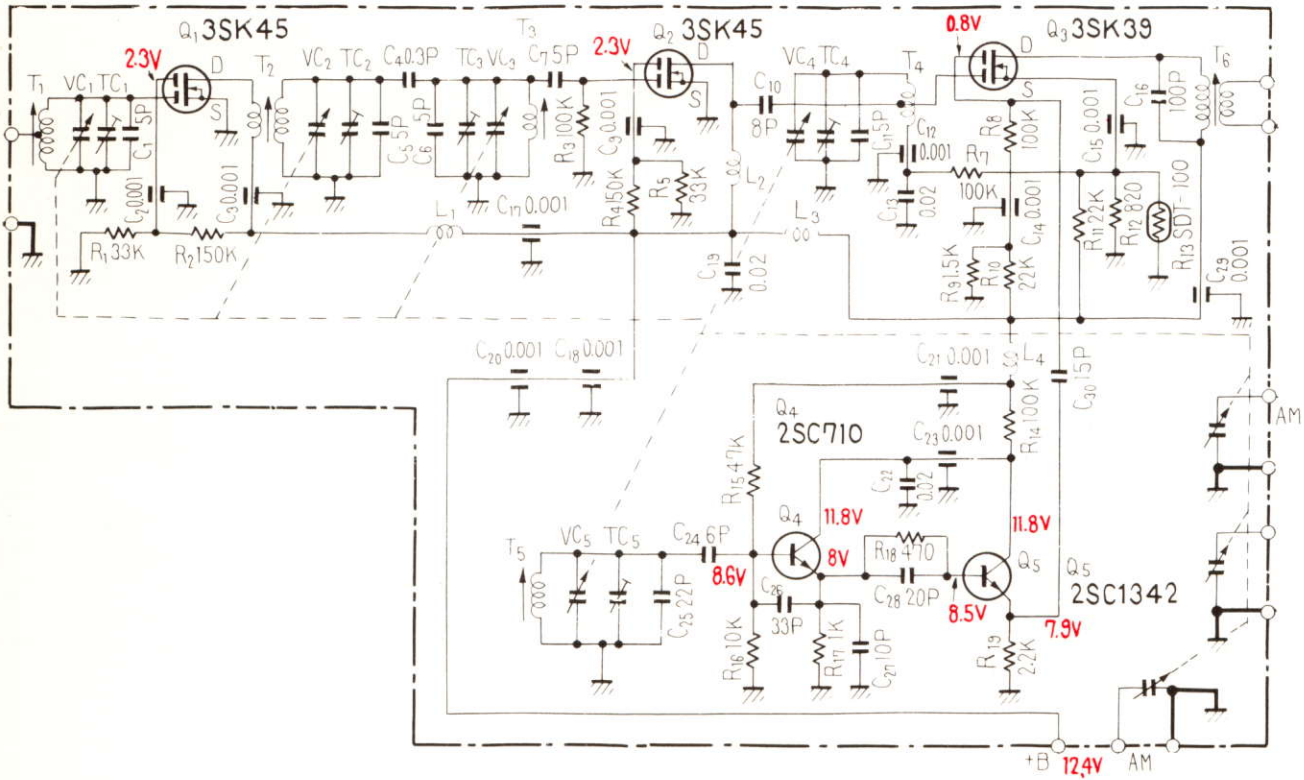 Q1 3SK45
T3
Q2 3SK45
Q3 3SK39
2.3V
D
S
T1
VC1
TC1
5P
C1
T2
VC2
TC2
C4 0.3P
TC3
VC3
C7 5P
2.3V
D
S
VC4
TC4
T4
0.8V
D
S
T6
C16
100P
C5
5P
C6
5P
R3 100K
C9 0.001
C10
8P
C11 5P
C12
0.001
R8
100K
C15 0.001
C2 0.001
C3 0.001
R4 150K
R5
33K
L2
C13
0.02
R7
100K
C14 0.001
R11 22K
R12 820
R13 SDT-100
R1 33K
R2 150K
L1
C17 0.001
L3
C19
0.02
R9 1.5K
R10
22K
C29
0.001
C20 0.001
C18 0.001
C21 0.001
L4
C30 15P
Q4
2SC710
R14 100K
C23 0.001
C22
0.02
R15 47K
AM
T5
VC5
TC5
C24 6P
8.6V
Q4
11.8V
8V
R18 470
11.8V
Q5
Q5
2SC1342
C25 22P
C26
33P
C28 20P
8.5V
7.9V
R16 10K
R17 1K
C27 10P
R19
2.2K
+B
12.4V
AM